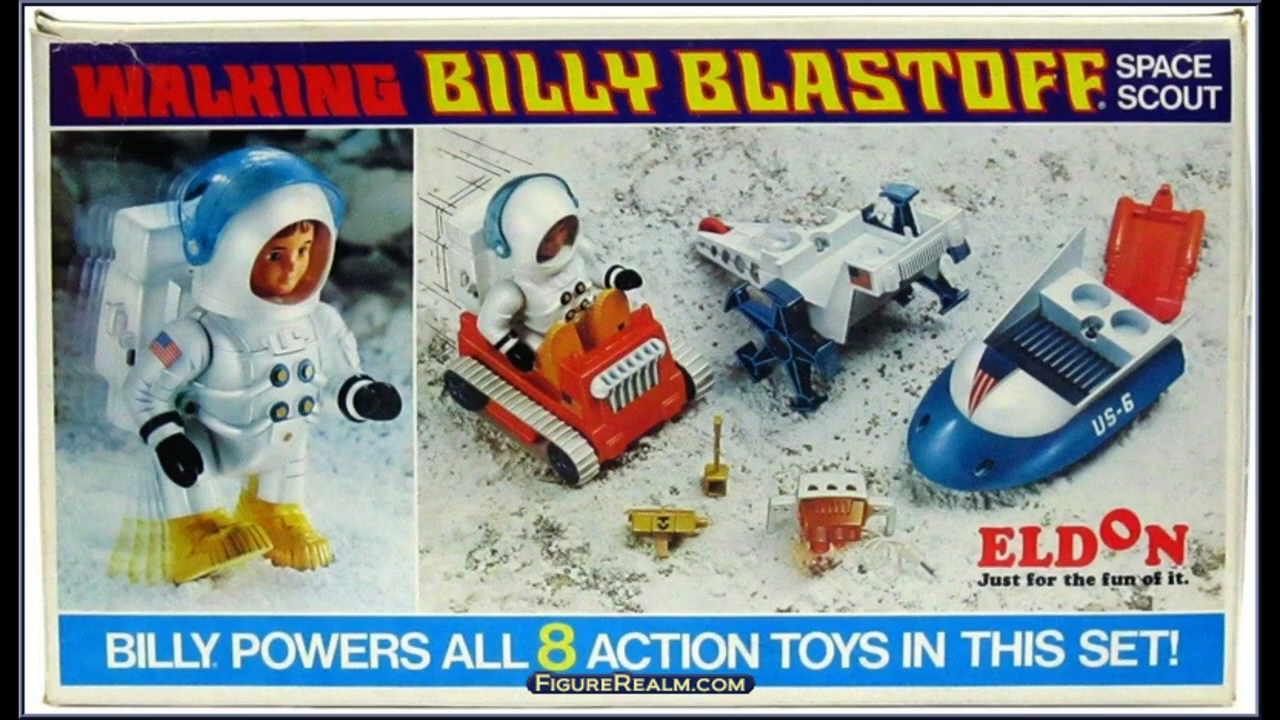 WALKING BILLY BLASTOFF® SPACE
SCOUT
US-6
ELDON
Just for the fun of it.
BILLY POWERS ALL 8 ACTION TOYS IN THIS SET!
FIGUREREALM.COM